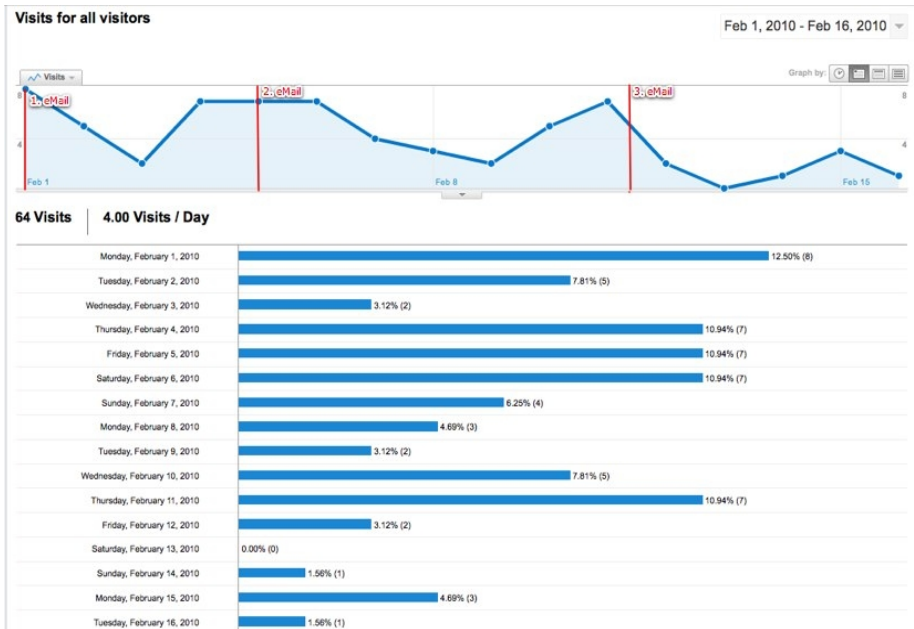 Visits for all visitors
Feb 1, 2010 - Feb 16, 2010
Visits
Graph by:
8
1. eMail
2. eMail
3. eMail
8
4
4
Feb 1
Feb 8
Feb 15
64 Visits
4.00 Visits / Day
Monday, February 1, 2010 12.50% (8)
Tuesday, February 2, 2010 7.81% (5)
Wednesday, February 3, 2010 3.12% (2)
Thursday, February 4, 2010 10.94% (7)
Friday, February 5, 2010 10.94% (7)
Saturday, February 6, 2010 10.94% (7)
Sunday, February 7, 2010 6.25% (4)
Monday, February 8, 2010 4.69% (3)
Tuesday, February 9, 2010 3.12% (2)
Wednesday, February 10, 2010 7.81% (5)
Thursday, February 11, 2010 10.94% (7)
Friday, February 12, 2010 3.12% (2)
Saturday, February 13, 2010 0.00% (0)
Sunday, February 14, 2010 1.56% (1)
Monday, February 15, 2010 4.69% (3)
Tuesday, February 16, 2010 1.56% (1)